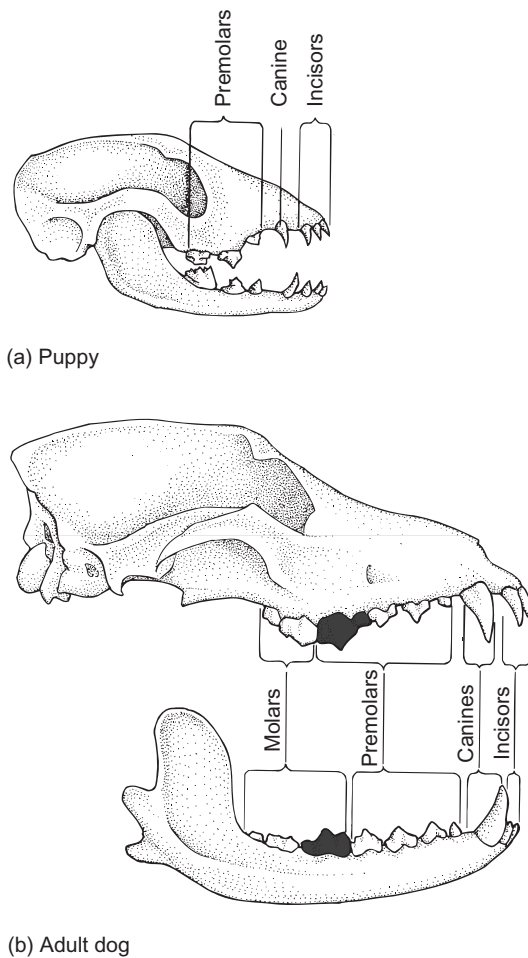 Premolars
Canine
Incisors
(a) Puppy
Molars
Premolars
Canines
Incisors
(b) Adult dog